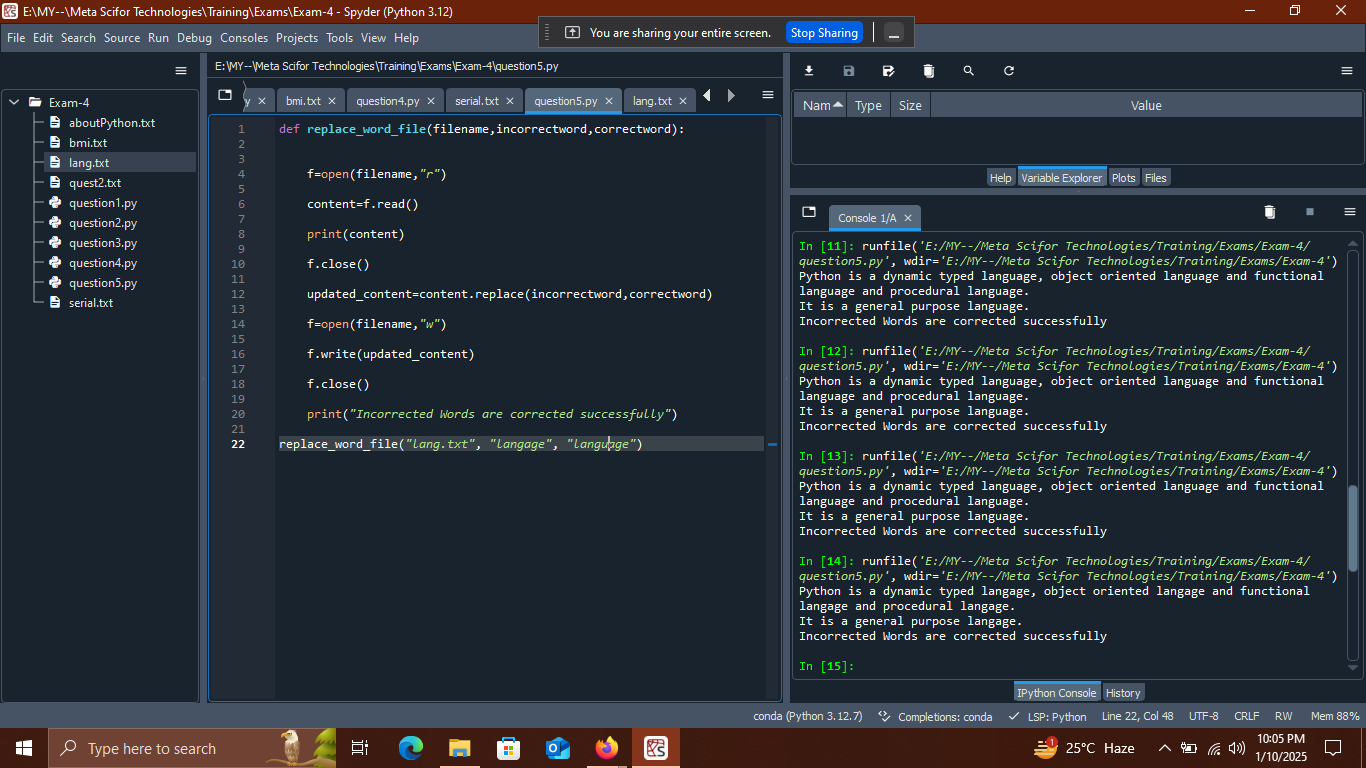 E:\MY--\Meta Scifor Technologies\Training\Exams\Exam-4 - Spyder (Python 3.12)
You are sharing your entire screen.
Stop Sharing
File Edit Search Source Run Debug Consoles Projects Tools View Help
E:\MY--\Meta Scifor Technologies\Training\Exams\Exam-4\question5.py
y bmi.txt question4.py serial.txt question5.py lang.txt
Exam-4
aboutPython.txt
bmi.txt
lang.txt
quest2.txt
question1.py
question2.py
question3.py
question4.py
question5.py
serial.txt
1 def replace_word_file(filename,incorrectword,correctword):
2
3
4 f=open(filename,"r")
5
6 content=f.read()
7
8 print(content)
9
10 f.close()
11
12 updated_content=content.replace(incorrectword,correctword)
13
14 f=open(filename,"w")
15
16 f.write(updated_content)
17
18 f.close()
19
20 print("Incorrected Words are corrected successfully")
21
22 replace_word_file("lang.txt", "langage", "language")
Nam Type Size Value
Help Variable Explorer Plots Files
Console 1/A
In [11]: runfile('E:/MY--/Meta Scifor Technologies/Training/Exams/Exam-4/
question5.py', wdir='E:/MY--/Meta Scifor Technologies/Training/Exams/Exam-4')
Python is a dynamic typed language, object oriented language and functional
language and procedural language.
It is a general purpose language.
Incorrected Words are corrected successfully
In [12]: runfile('E:/MY--/Meta Scifor Technologies/Training/Exams/Exam-4/
question5.py', wdir='E:/MY--/Meta Scifor Technologies/Training/Exams/Exam-4')
Python is a dynamic typed language, object oriented language and functional
language and procedural language.
It is a general purpose language.
Incorrected Words are corrected successfully
In [13]: runfile('E:/MY--/Meta Scifor Technologies/Training/Exams/Exam-4/
question5.py', wdir='E:/MY--/Meta Scifor Technologies/Training/Exams/Exam-4')
Python is a dynamic typed language, object oriented language and functional
language and procedural language.
It is a general purpose language.
Incorrected Words are corrected successfully
In [14]: runfile('E:/MY--/Meta Scifor Technologies/Training/Exams/Exam-4/
question5.py', wdir='E:/MY--/Meta Scifor Technologies/Training/Exams/Exam-4')
Python is a dynamic typed langage, object oriented langage and functional
langage and procedural langage.
It is a general purpose langage.
Incorrected Words are corrected successfully
In [15]:
IPython Console History
conda (Python 3.12.7) Completions: conda LSP: Python Line 22, Col 48 UTF-8 CRLF RW Mem 88%
Type here to search
1
25°C Haze
10:05 PM
1/10/2025